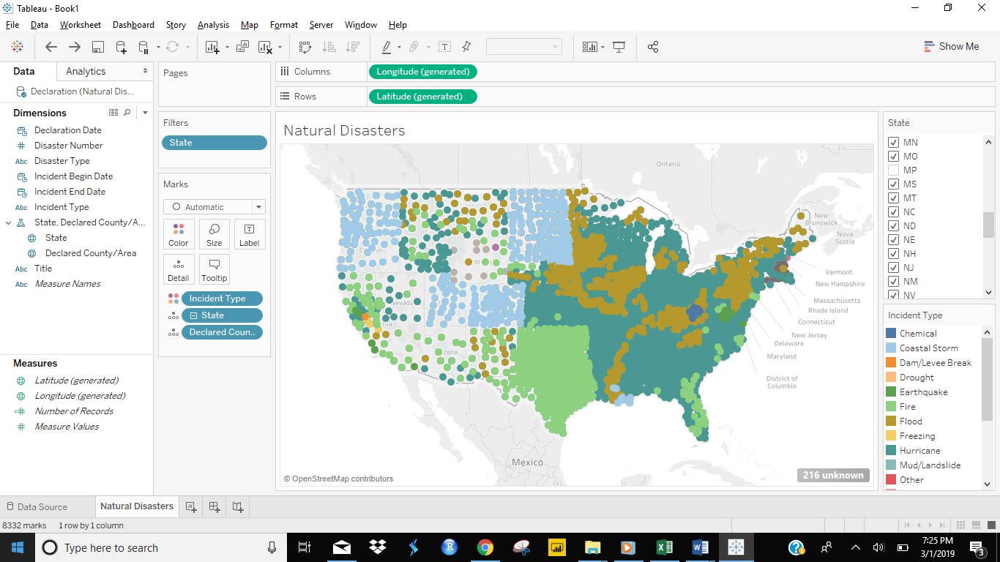 Tableau - Book1
File Data Worksheet Dashboard Story Analysis Map Format Server Window Help
Show Me
Data Analytics
Declaration (Natural Dis...
Dimensions
Declaration Date
# Disaster Number
Abc Disaster Type
Incident Begin Date
Incident End Date
Abc Incident Type
State, Declared County/A...
State
Declared County/Area
Abc Title
Abc Measure Names
Measures
Latitude (generated)
Longitude (generated)
# Number of Records
# Measure Values
Pages
Filters
State
Marks
Automatic
Color Size Label
Detail Tooltip
Incident Type
State
Declared Coun..
Columns Longitude (generated)
Rows Latitude (generated)
Natural Disasters
Ontario
New
Brunswick
Nova
Scotia
Vermont
New Hampshire
Massachusetts
Rhode Island
Connecticut
New Jersey
Delaware
Maryland
District of
Columbia
Mexico
© OpenStreetMap contributors
216 unknown
State
MN
MO
MP
MS
MT
NC
ND
NE
NH
NJ
NM
NV
Incident Type
Chemical
Coastal Storm
Dam/Levee Break
Drought
Earthquake
Fire
Flood
Freezing
Hurricane
Mud/Landslide
Other
Data Source Natural Disasters
8332 marks 1 row by 1 column
Type here to search
7:25 PM
3/1/2019
3